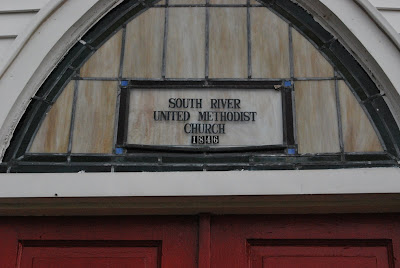 SOUTH RIVER
UNITED METHODIST
CHURCH
1846